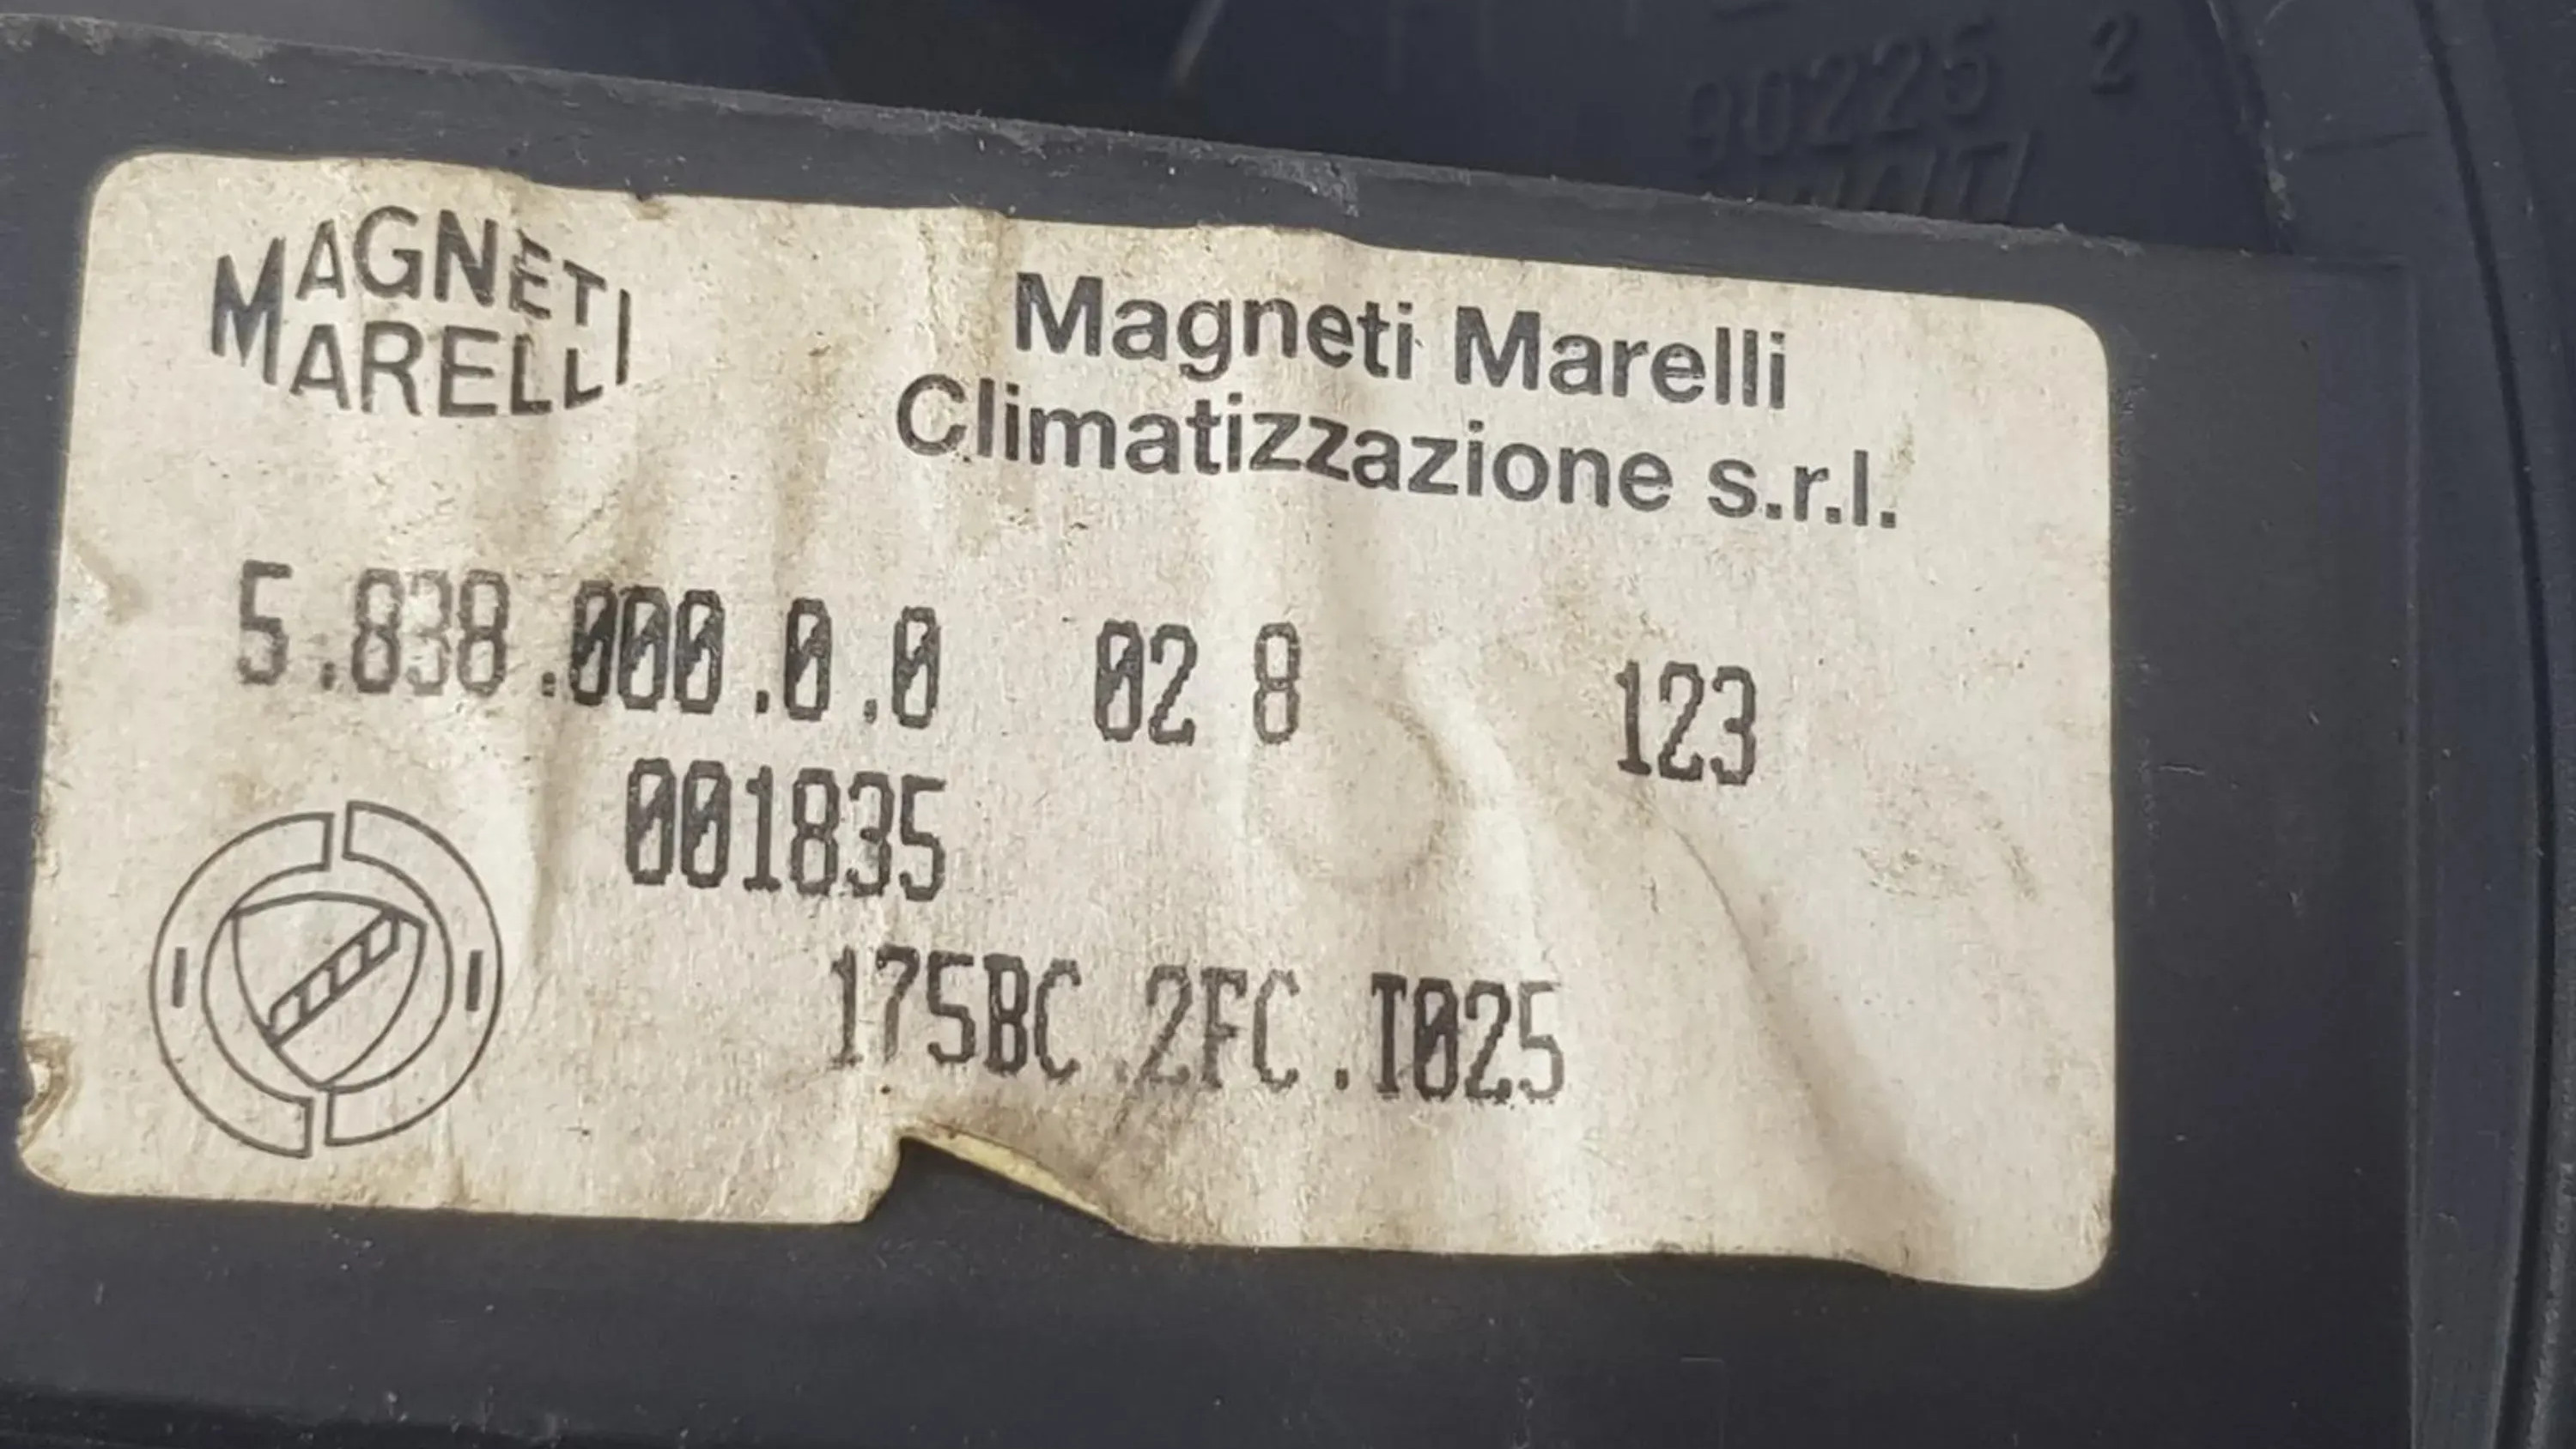 90225 2
MAGNETI
MARELLI
Magneti Marelli
Climatizzazione s.r.l.
5.838.000.0.0 02 8 123
001835
175BC.2FC.T025